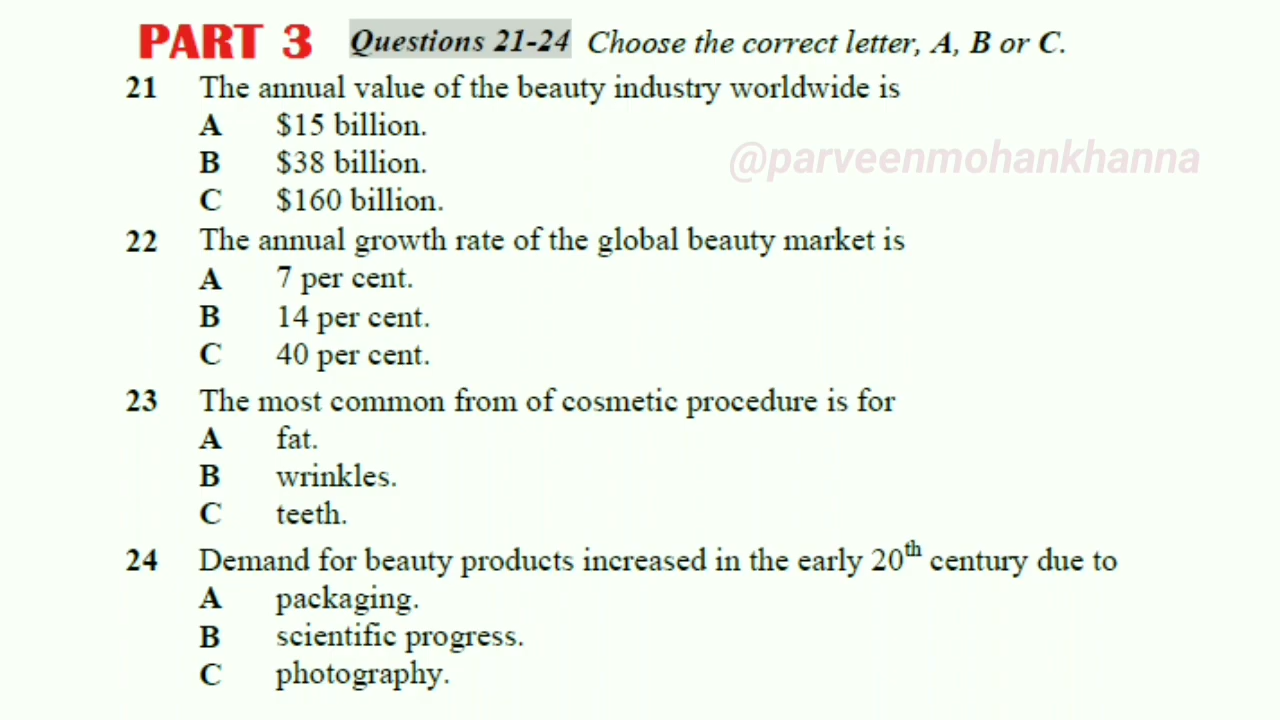 PART 3 Questions 21-24 Choose the correct letter, A, B or C.
21 The annual value of the beauty industry worldwide is
A $15 billion.
@parveenmohankhanna
B $38 billion.
C $160 billion.
22 The annual growth rate of the global beauty market is
A 7 per cent.
B 14 per cent.
C 40 per cent.
23 The most common from of cosmetic procedure is for
A fat.
B wrinkles.
C teeth.
24 Demand for beauty products increased in the early 20th century due to
A packaging.
B scientific progress.
C photography.